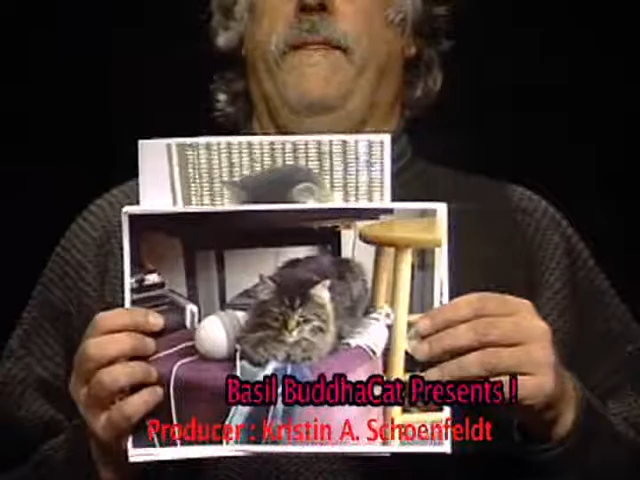 Basil BuddhaCat Presents !
Producer : Kristin A. Schoenfeldt